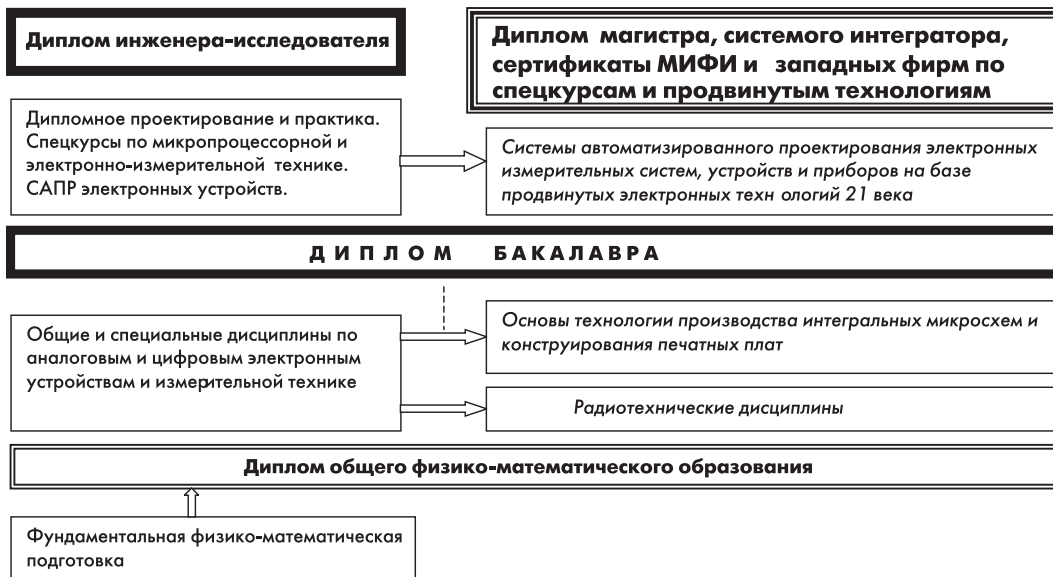 Диплом инженера-исследователя
Диплом магистра, системого интегратора,
сертификаты МИФИ и западных фирм по
спецкурсам и продвинутым технологиям
Дипломное проектирование и практика.
Спецкурсы по микропроцессорной и
электронно-измерительной технике.
САПР электронных устройств.
Системы автоматизированного проектирования электронных
измерительных систем, устройств и приборов на базе
продвинутых электронных техн ологий 21 века
ДИПЛОМ БАКАЛАВРА
Общие и специальные дисциплины по
аналоговым и цифровым электронным
устройствам и измерительной технике
Основы технологии производства интегральных микросхем и
конструирования печатных плат
Радиотехнические дисциплины
Диплом общего физико-математического образования
Фундаментальная физико-математическая
подготовка